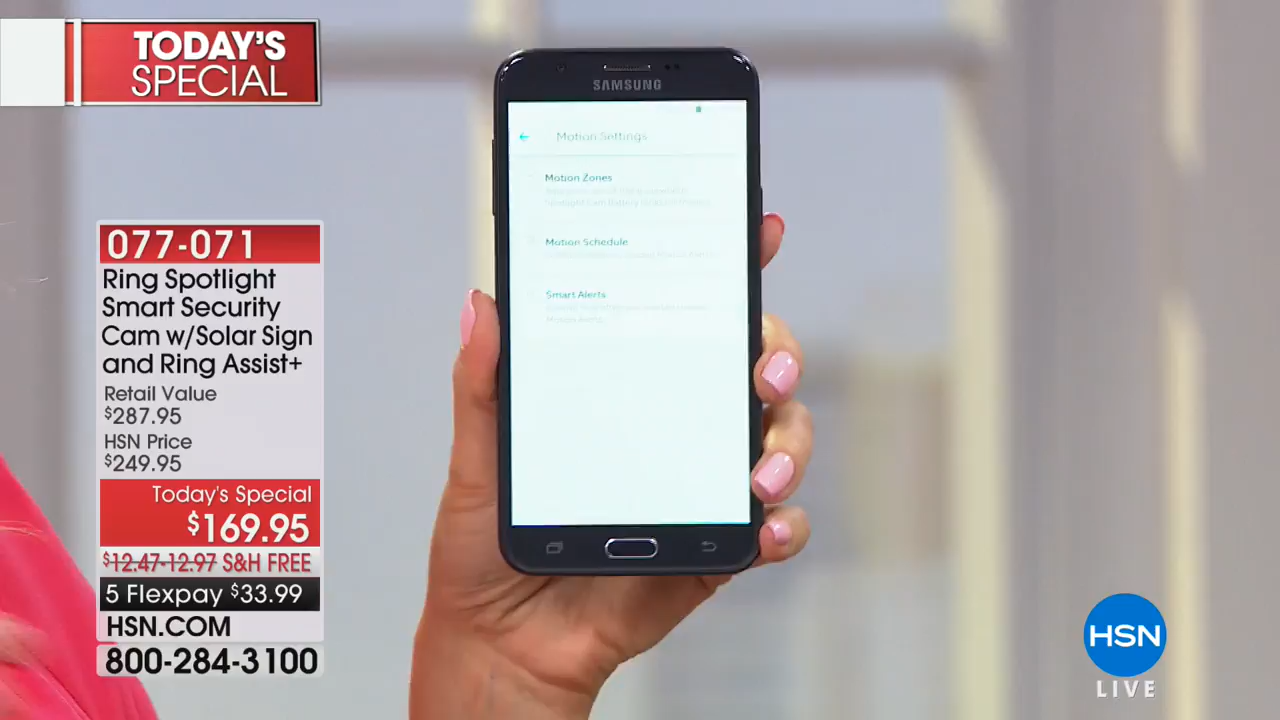 TODAY'S
SPECIAL
SAMSUNG
Motion Settings
Motion Zones
Motion Schedule
Smart Alerts
Motion Alerts
077-071
Ring Spotlight
Smart Security
Cam w/Solar Sign
and Ring Assist+
Retail Value
$287.95
HSN Price
$249.95
Today's Special
$169.95
$12.47-12.97 S&H FREE
5 Flexpay $33.99
HSN.COM
800-284-3100
HSN
LIVE